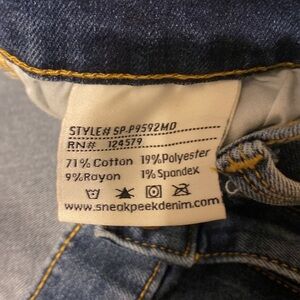 STYLE# SP-P9592MD
RN# 124579
71% Cotton 19% Polyester
9% Rayon 1% Spandex
www.sneakpeekdenim.com